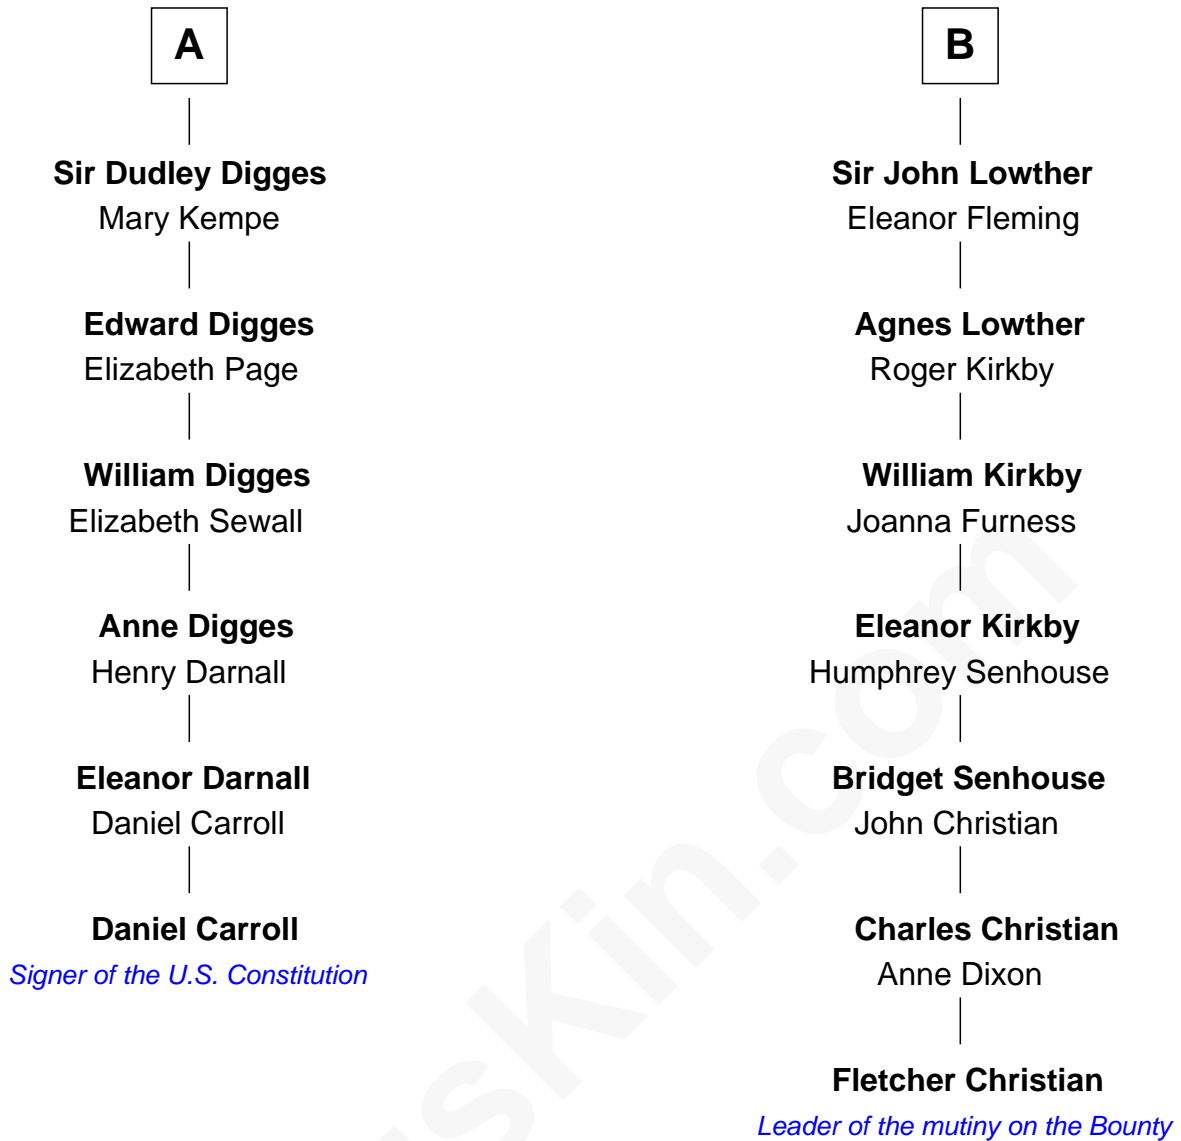 A
Sir Dudley Digges
Mary Kempe
Edward Digges
Elizabeth Page
William Digges
Elizabeth Sewall
Anne Digges
Henry Darnall
Eleanor Darnall
Daniel Carroll
Daniel Carroll
Signer of the U.S. Constitution
B
Sir John Lowther
Eleanor Fleming
Agnes Lowther
Roger Kirkby
William Kirkby
Joanna Furness
Eleanor Kirkby
Humphrey Senhouse
Bridget Senhouse
John Christian
Charles Christian
Anne Dixon
Fletcher Christian
Leader of the mutiny on the Bounty